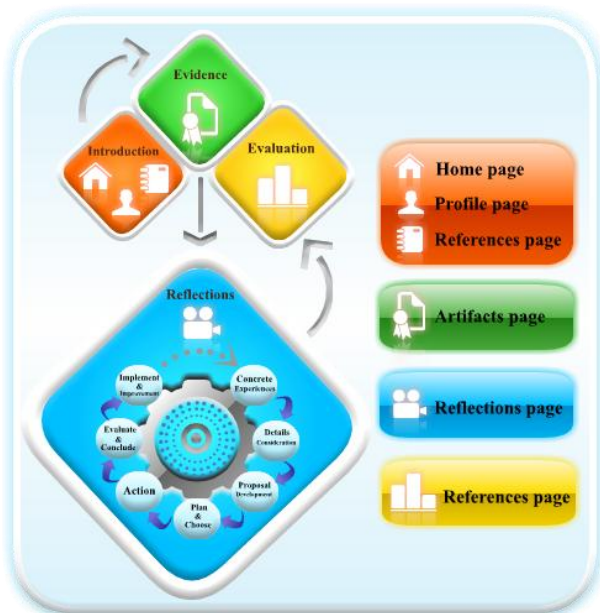 Evidence
Introduction
Evaluation
Home page
Profile page
References page
Artifacts page
Reflections page
References page
Reflections
Concrete
Experiences
Details
Consideration
Proposal
Development
Plan
&
Choose
Action
Evaluate
&
Conclude
Implement
&
Improvement